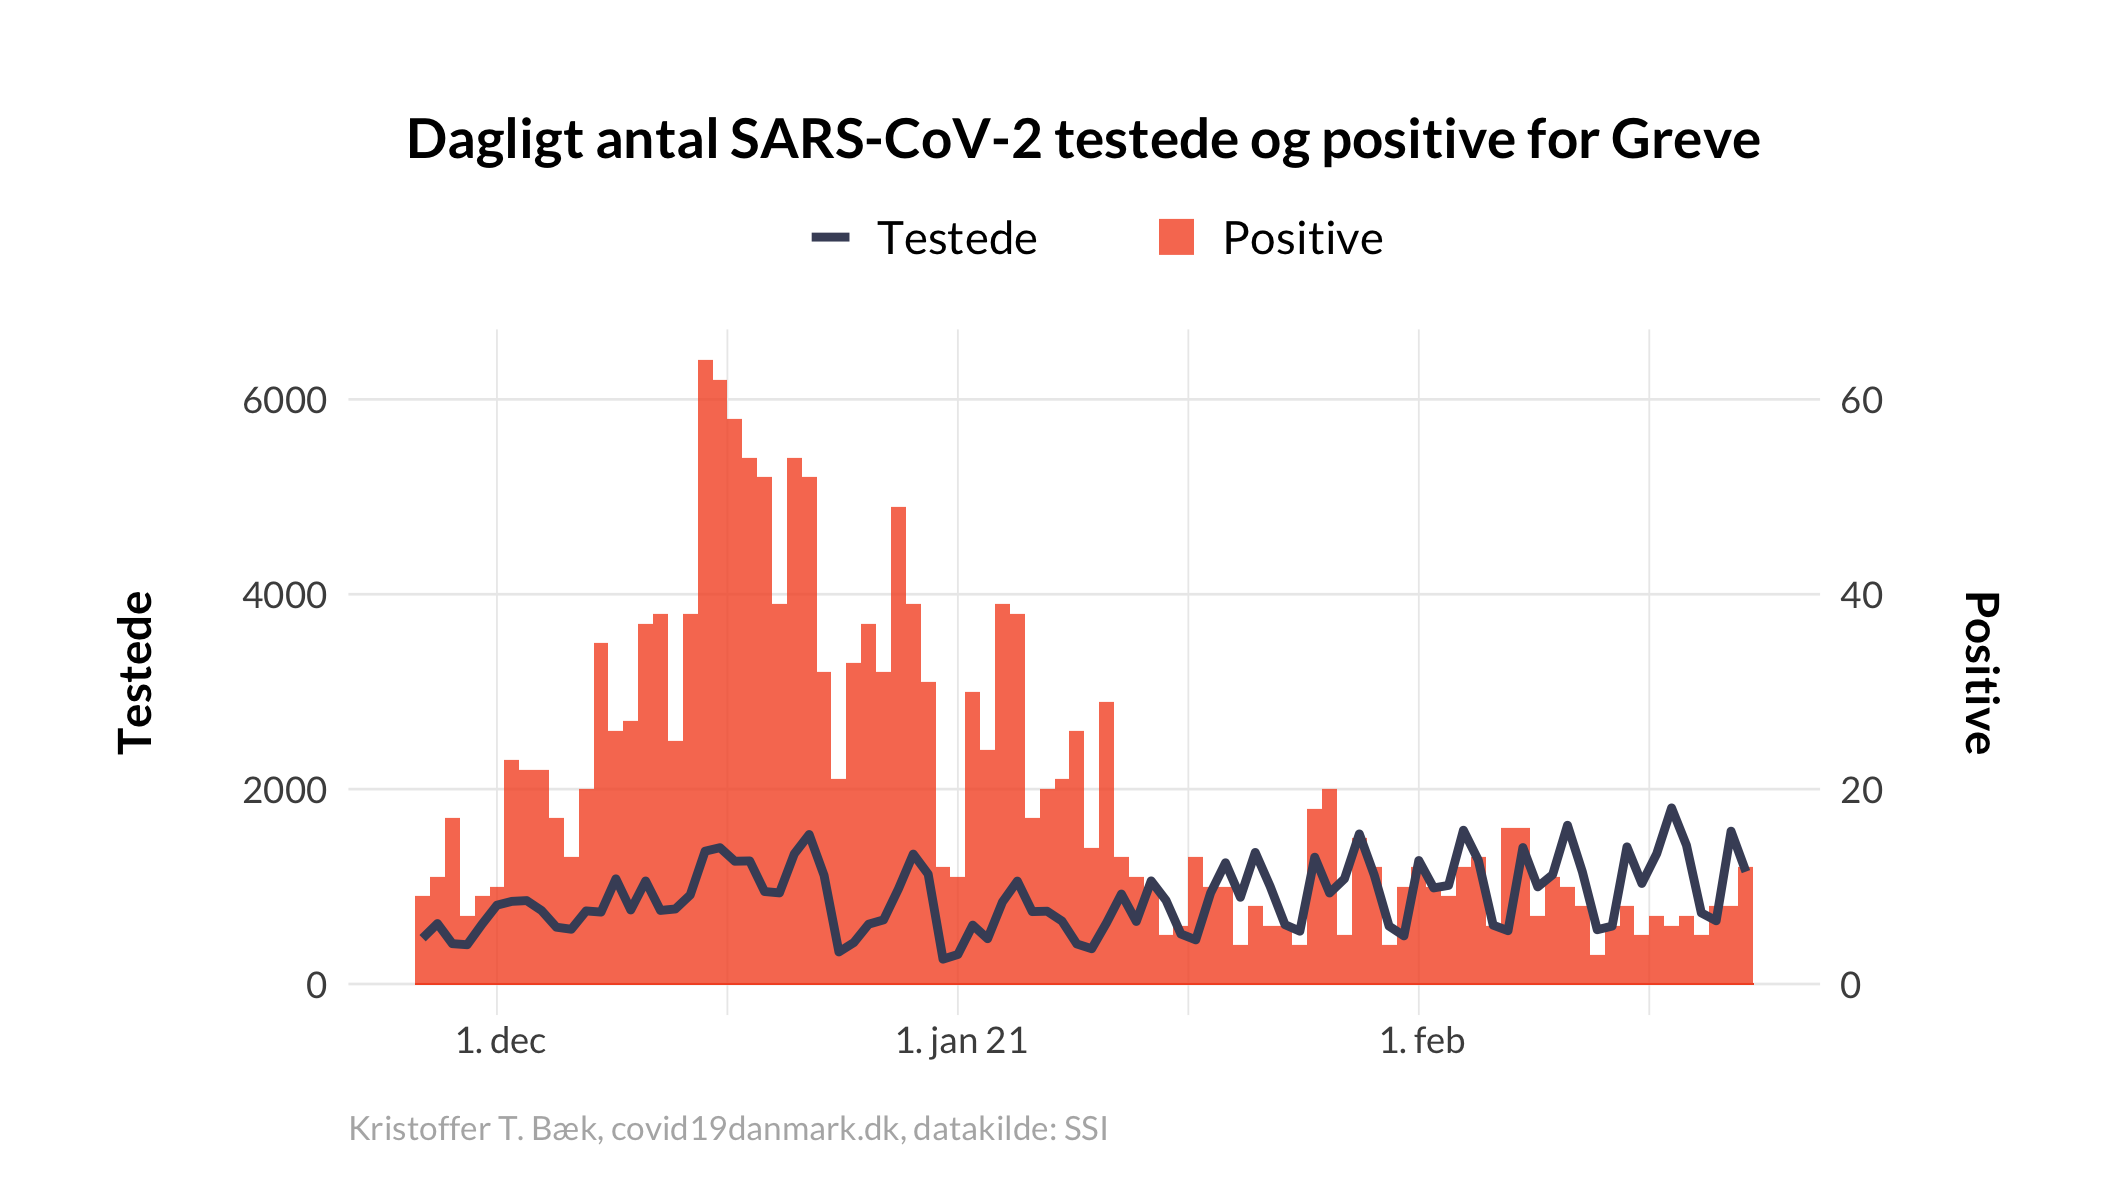 Dagligt antal SARS-CoV-2 testede og positive for Greve
Testede Positive
6000 60
4000 40
Testede Positive
2000 20
0 0
1. dec 1. jan 21 1. feb
Kristoffer T. Bæk, covid19danmark.dk, datakilde: SSI